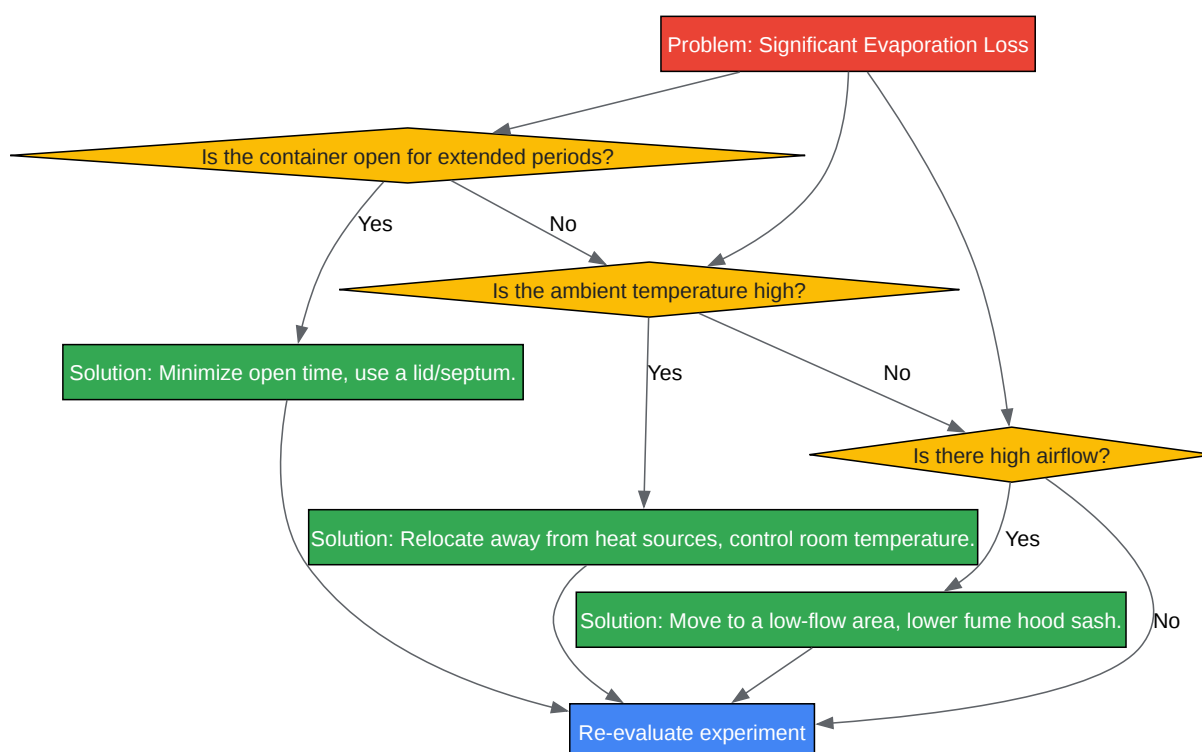 Problem: Significant Evaporation Loss
Is the container open for extended periods?
Yes
No
Is the ambient temperature high?
Solution: Minimize open time, use a lid/septum.
Yes
No
Is there high airflow?
Solution: Relocate away from heat sources, control room temperature.
Yes
Solution: Move to a low-flow area, lower fume hood sash.
No
Re-evaluate experiment